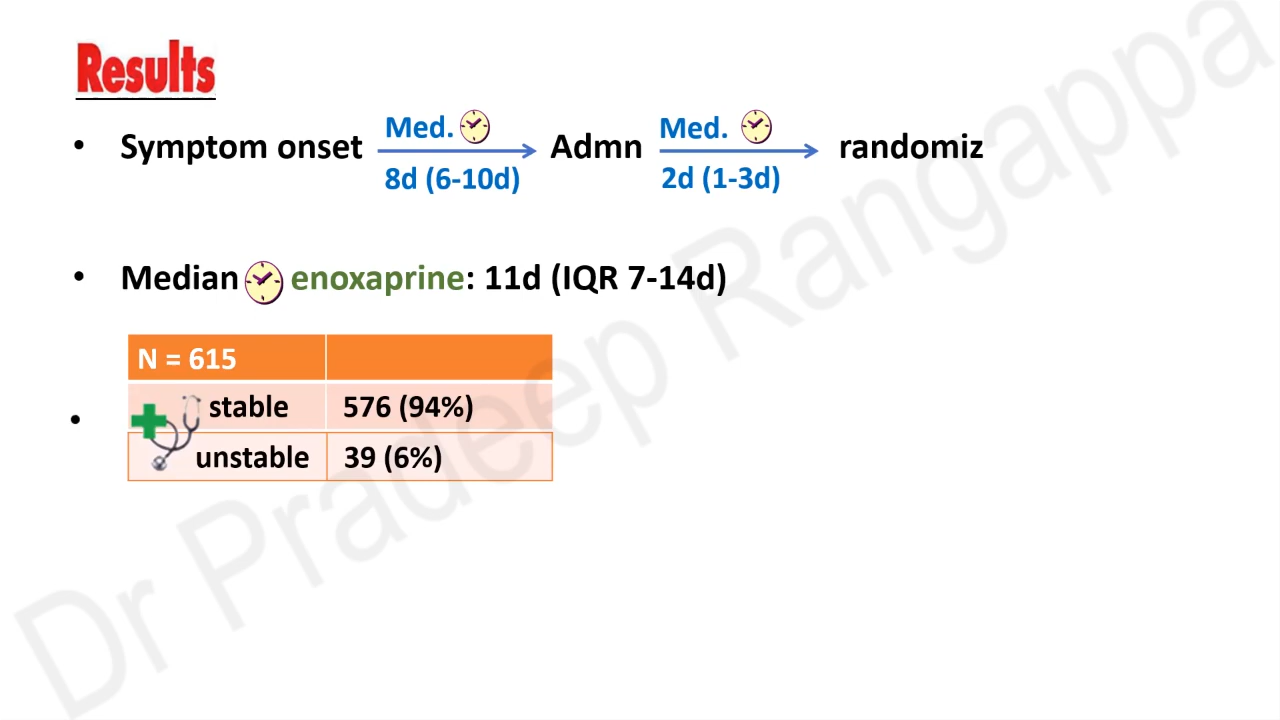 Results
• Symptom onset Med. 8d (6-10d) Admn Med. 2d (1-3d) randomiz
• Median enoxaprine: 11d (IQR 7-14d)
N = 615
• stable 576 (94%)
unstable 39 (6%)
Dr Pradeep Rangappa